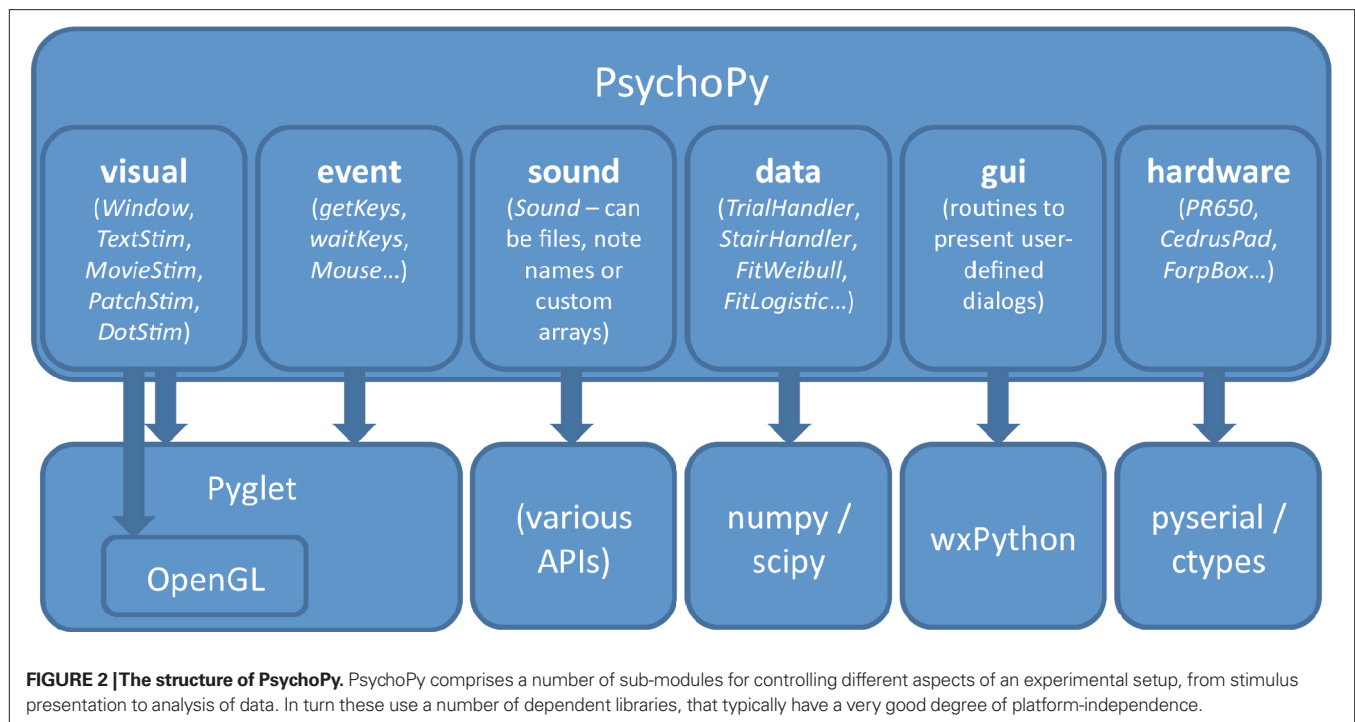 PsychoPy
visual
(Window,
TextStim,
MovieStim,
PatchStim,
DotStim)
event
(getKeys,
waitKeys,
Mouse...)
sound
(Sound – can
be files, note
names or
custom
arrays)
data
(TrialHandler,
StairHandler,
FitWeibull,
FitLogistic...)
gui
(routines to
present user-
defined
dialogs)
hardware
(PR650,
CedrusPad,
ForpBox...)
Pyglet
OpenGL
(various
APIs)
numpy /
scipy
wxPython
pyserial /
ctypes
FIGURE 2 | The structure of PsychoPy. PsychoPy comprises a number of sub-modules for controlling different aspects of an experimental setup, from stimulus
presentation to analysis of data. In turn these use a number of dependent libraries, that typically have a very good degree of platform-independence.